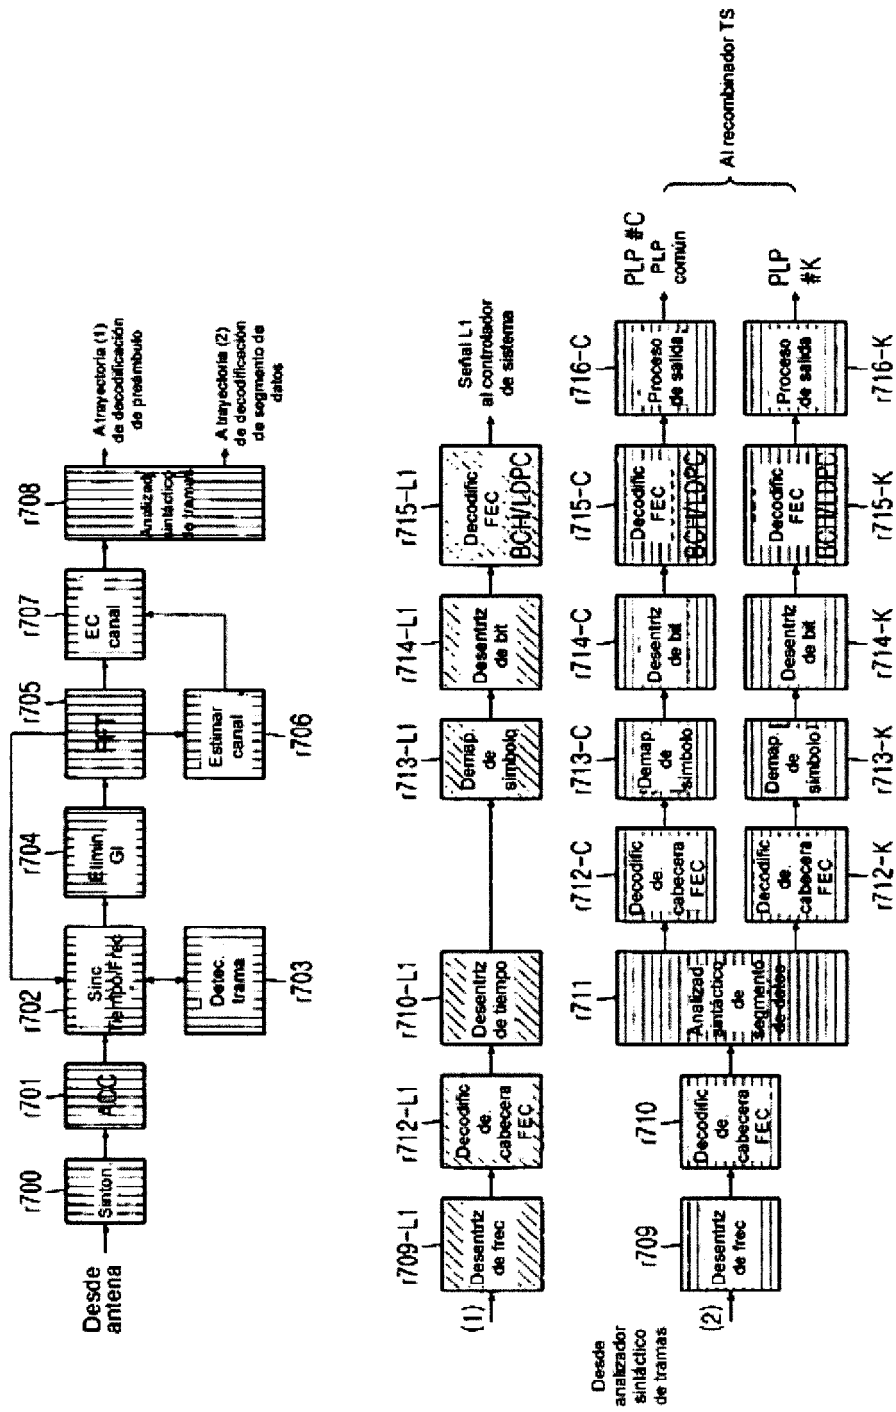 Desde
antena
r700
Sinton.
r701
ADC
r702
Sinc
Tiempo/Frec
Detec.
trama
r703
r704
Elimin.
GI
r705
FFT
Estimar
canal
r706
r707
EC
canal
r708
Analizad.
sintáctico
de tramas
A trayectoria (1)
de decodificación
de preámbulo
A trayectoria (2)
de decodificación
de segmento de
datos
(1)
r709-L1
Desentriz
de frec
r712-L1
Decodific
de
cabecera
FEC
r710-L1
Desentriz
de tiempo
r713-L1
Demap.
de
símbolo
r714-L1
Desentriz
de bit
r715-L1
Decodific
FEC
BCH/LDPC
Señal L1
al controlador
de sistema
Desde
analizador
sintáctico
de tramas
(2)
r709
Desentriz
de frec
r710
Decodific
de
cabecera
FEC
r711
Analizad
sintáctico
de
segmento
de datos
r712-C
Decodific
de
cabecera
FEC
r713-C
Demap.
de
símbolo
r714-C
Desentriz
de bit
r715-C
Decodific
FEC
BCH/LDPC
r716-C
Proceso
de salida
PLP #C
PLP
común
Decodific
de
cabecera
FEC
r712-K
Demap.
de
símbolo
r713-K
Desentriz
de bit
r714-K
Decodific
FEC
BCH/LDPC
r715-K
Proceso
de salida
r716-K
PLP
#K
Al recombinador TS